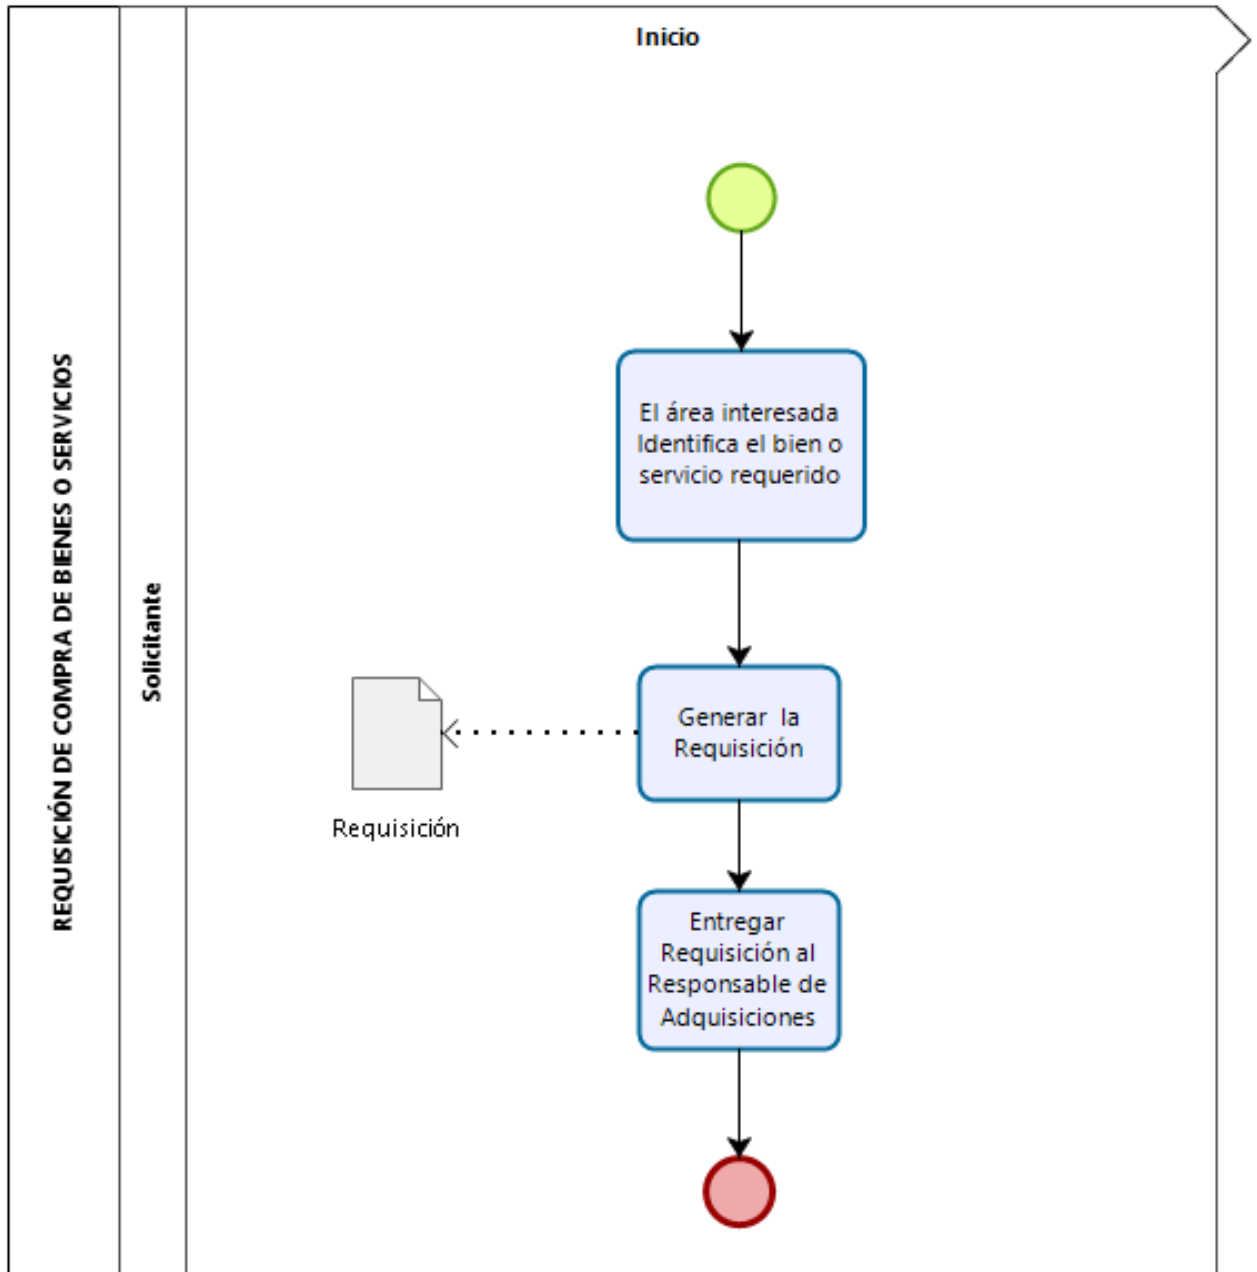 Inicio
REQUISICIÓN DE COMPRA DE BIENES O SERVICIOS
Solicitante
El área interesada
Identifica el bien o
servicio requerido
Generar la
Requisición
Requisición
Entregar
Requisición al
Responsable de
Adquisiciones